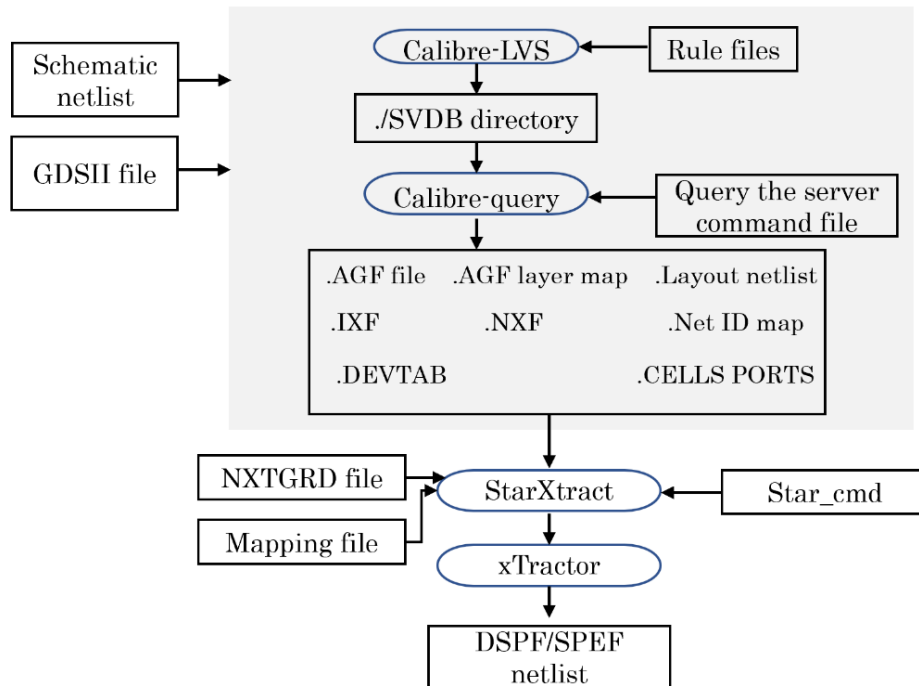 Calibre-LVS
Rule files
Schematic
netlist
./SVDB directory
GDSII file
Calibre-query
Query the server
command file
.AGF file .AGF layer map .Layout netlist
.IXF .NXF .Net ID map
.DEVTAB .CELLS PORTS
NXTGRD file
StarXtract
Star_cmd
Mapping file
xTractor
DSPF/SPEF
netlist